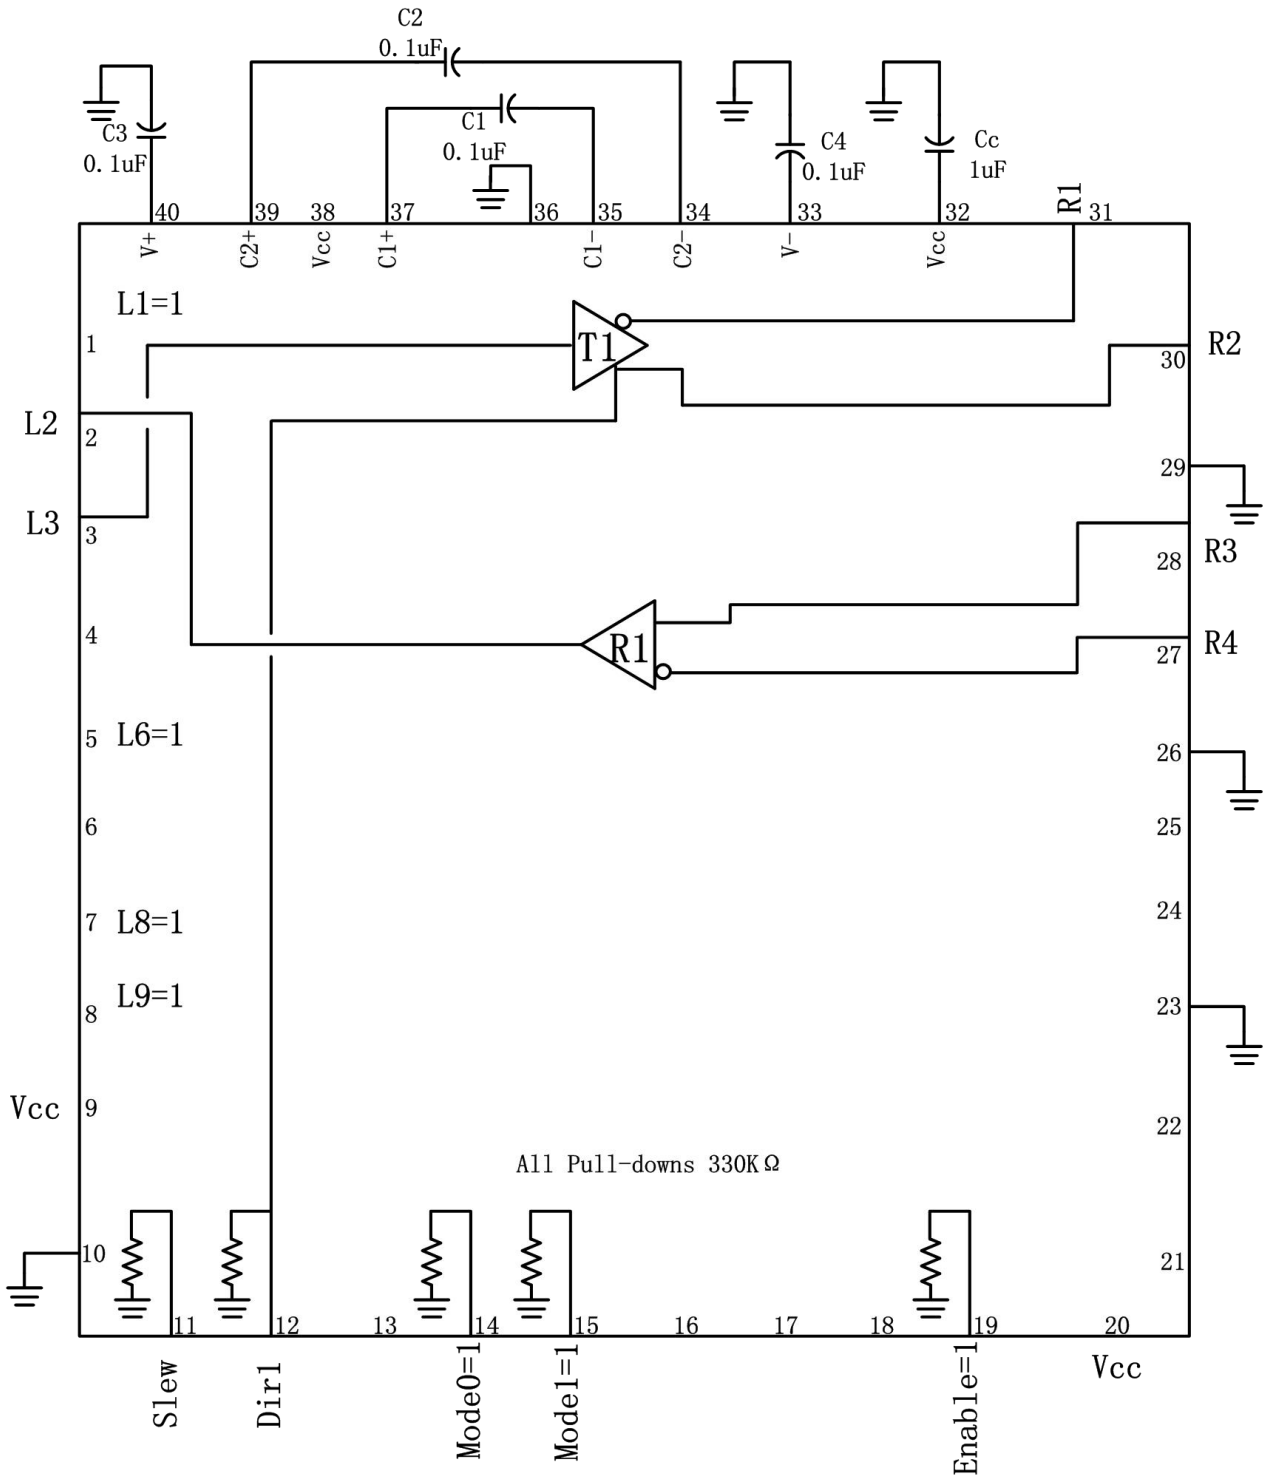 C2
0.1uF
C1
0.1uF
C3
0.1uF
C4
0.1uF
Cc
1uF
R1
40
39
38
37
36
35
34
33
32
31
V+
C2+
Vcc
C1+
C1-
C2-
V-
Vcc
L1=1
1
T1
30
R2
L2
2
29
L3
3
28
R3
4
R1
27
R4
5
L6=1
26
6
25
7
L8=1
24
8
L9=1
23
Vcc
9
22
All Pull-downs 330KΩ
10
21
11
12
13
14
15
16
17
18
19
20
Slew
Dir1
Mode0=1
Mode1=1
Enable=1
Vcc